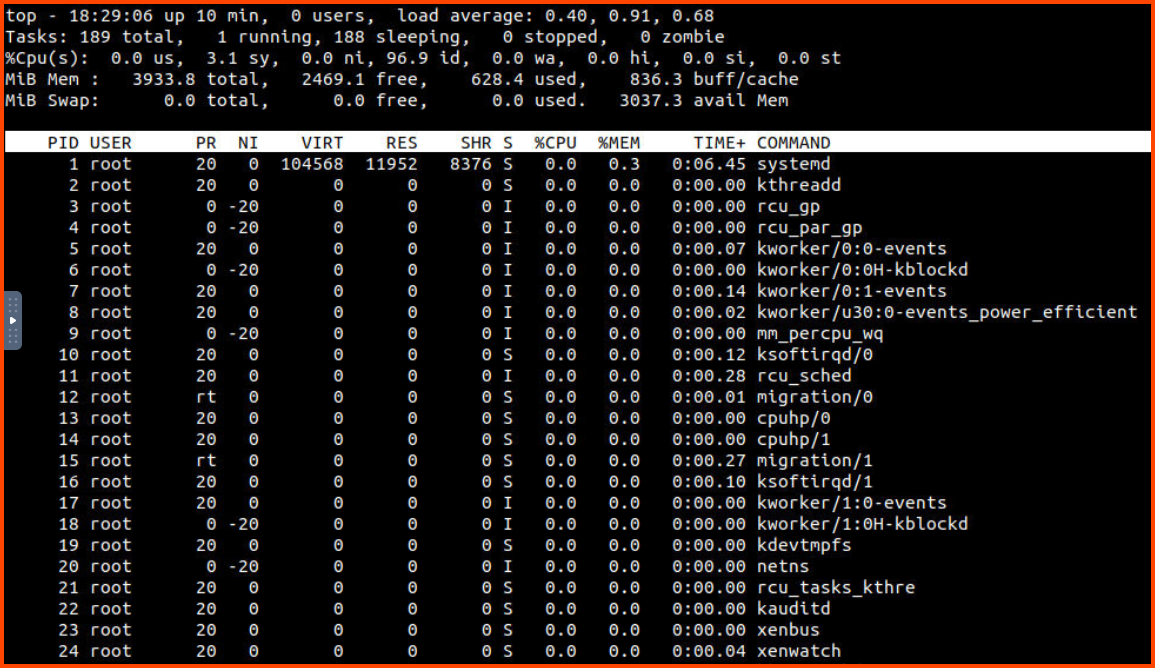 top - 18:29:06 up 10 min,  0 users,  load average: 0.40, 0.91, 0.68
Tasks: 189 total,   1 running, 188 sleeping,   0 stopped,   0 zombie
%Cpu(s):  0.0 us,  3.1 sy,  0.0 ni, 96.9 id,  0.0 wa,  0.0 hi,  0.0 si,  0.0 st
MiB Mem :   3933.8 total,   2469.1 free,    628.4 used,    836.3 buff/cache
MiB Swap:      0.0 total,      0.0 free,      0.0 used.   3037.3 avail Mem
PID USER      PR  NI    VIRT    RES    SHR S  %CPU  %MEM     TIME+ COMMAND
1 root      20   0  104568  11952   8376 S   0.0   0.3   0:06.45 systemd
2 root      20   0       0      0      0 S   0.0   0.0   0:00.00 kthreadd
3 root       0 -20       0      0      0 I   0.0   0.0   0:00.00 rcu_gp
4 root       0 -20       0      0      0 I   0.0   0.0   0:00.00 rcu_par_gp
5 root      20   0       0      0      0 I   0.0   0.0   0:00.07 kworker/0:0-events
6 root       0 -20       0      0      0 I   0.0   0.0   0:00.00 kworker/0:0H-kblockd
7 root      20   0       0      0      0 I   0.0   0.0   0:00.14 kworker/0:1-events
8 root      20   0       0      0      0 I   0.0   0.0   0:00.02 kworker/u30:0-events_power_efficient
9 root       0 -20       0      0      0 I   0.0   0.0   0:00.00 mm_percpu_wq
10 root      20   0       0      0      0 S   0.0   0.0   0:00.12 ksoftirqd/0
11 root      20   0       0      0      0 I   0.0   0.0   0:00.28 rcu_sched
12 root      rt   0       0      0      0 S   0.0   0.0   0:00.01 migration/0
13 root      20   0       0      0      0 S   0.0   0.0   0:00.00 cpuhp/0
14 root      20   0       0      0      0 S   0.0   0.0   0:00.00 cpuhp/1
15 root      rt   0       0      0      0 S   0.0   0.0   0:00.27 migration/1
16 root      20   0       0      0      0 S   0.0   0.0   0:00.10 ksoftirqd/1
17 root      20   0       0      0      0 I   0.0   0.0   0:00.00 kworker/1:0-events
18 root       0 -20       0      0      0 I   0.0   0.0   0:00.00 kworker/1:0H-kblockd
19 root      20   0       0      0      0 S   0.0   0.0   0:00.00 kdevtmpfs
20 root       0 -20       0      0      0 I   0.0   0.0   0:00.00 netns
21 root      20   0       0      0      0 S   0.0   0.0   0:00.00 rcu_tasks_kthre
22 root      20   0       0      0      0 S   0.0   0.0   0:00.00 kauditd
23 root      20   0       0      0      0 S   0.0   0.0   0:00.00 xenbus
24 root      20   0       0      0      0 S   0.0   0.0   0:00.04 xenwatch